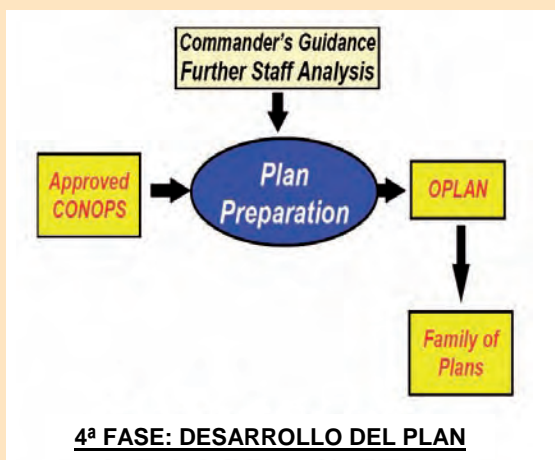 Commander's Guidance
Further Staff Analysis
Approved
CONOPS
Plan
Preparation
OPLAN
Family of
Plans
4ª FASE: DESARROLLO DEL PLAN